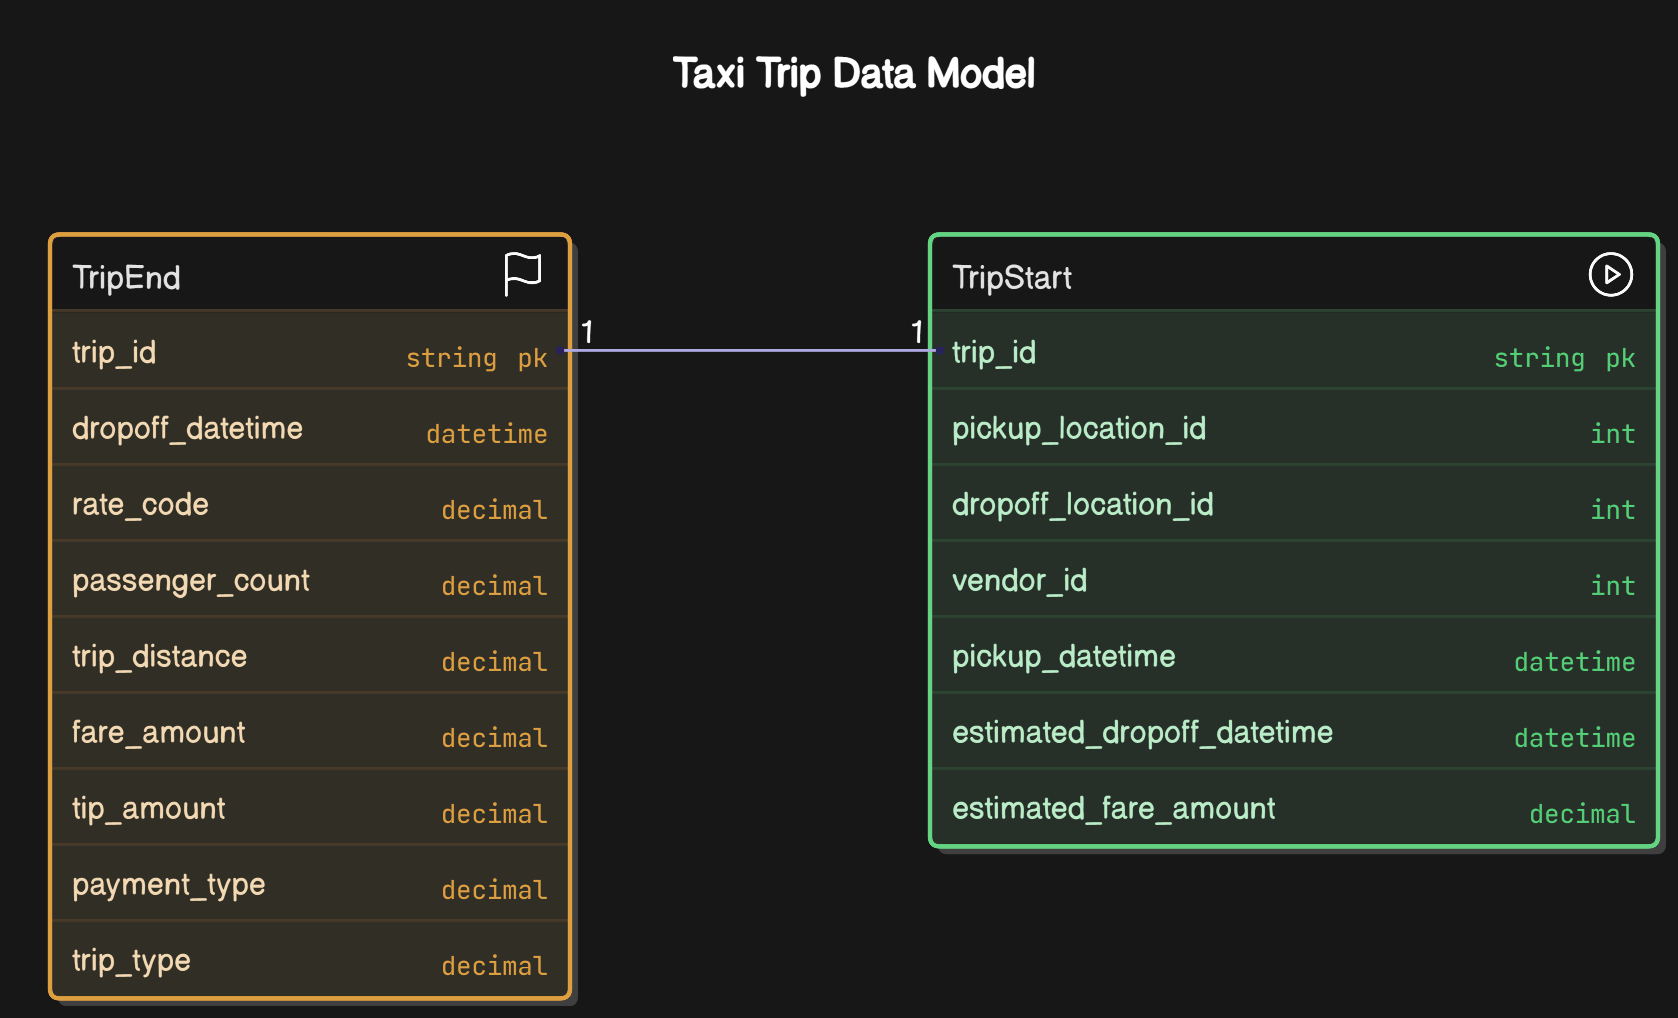 Taxi Trip Data Model
TripEnd
trip_id string pk
dropoff_datetime datetime
rate_code decimal
passenger_count decimal
trip_distance decimal
fare_amount decimal
tip_amount decimal
payment_type decimal
trip_type decimal
1 1
TripStart
trip_id string pk
pickup_location_id int
dropoff_location_id int
vendor_id int
pickup_datetime datetime
estimated_dropoff_datetime datetime
estimated_fare_amount decimal